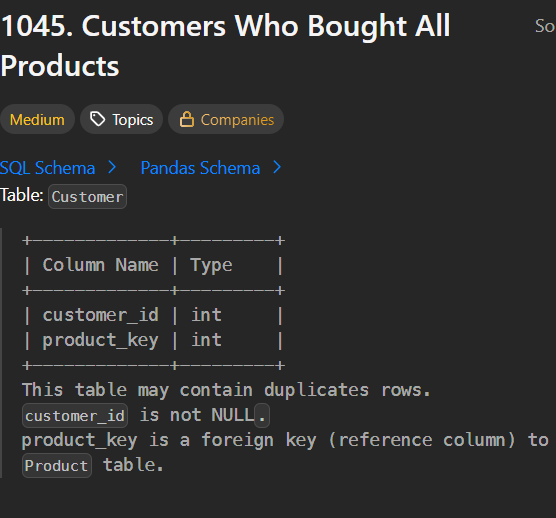 1045. Customers Who Bought All
So
Products
Medium Topics Companies
SQL Schema > Pandas Schema >
Table: Customer
+-------------+---------+
| Column Name | Type    |
+-------------+---------+
| customer_id | int     |
| product_key | int     |
+-------------+---------+
This table may contain duplicates rows.
customer_id is not NULL.
product_key is a foreign key (reference column) to
Product table.